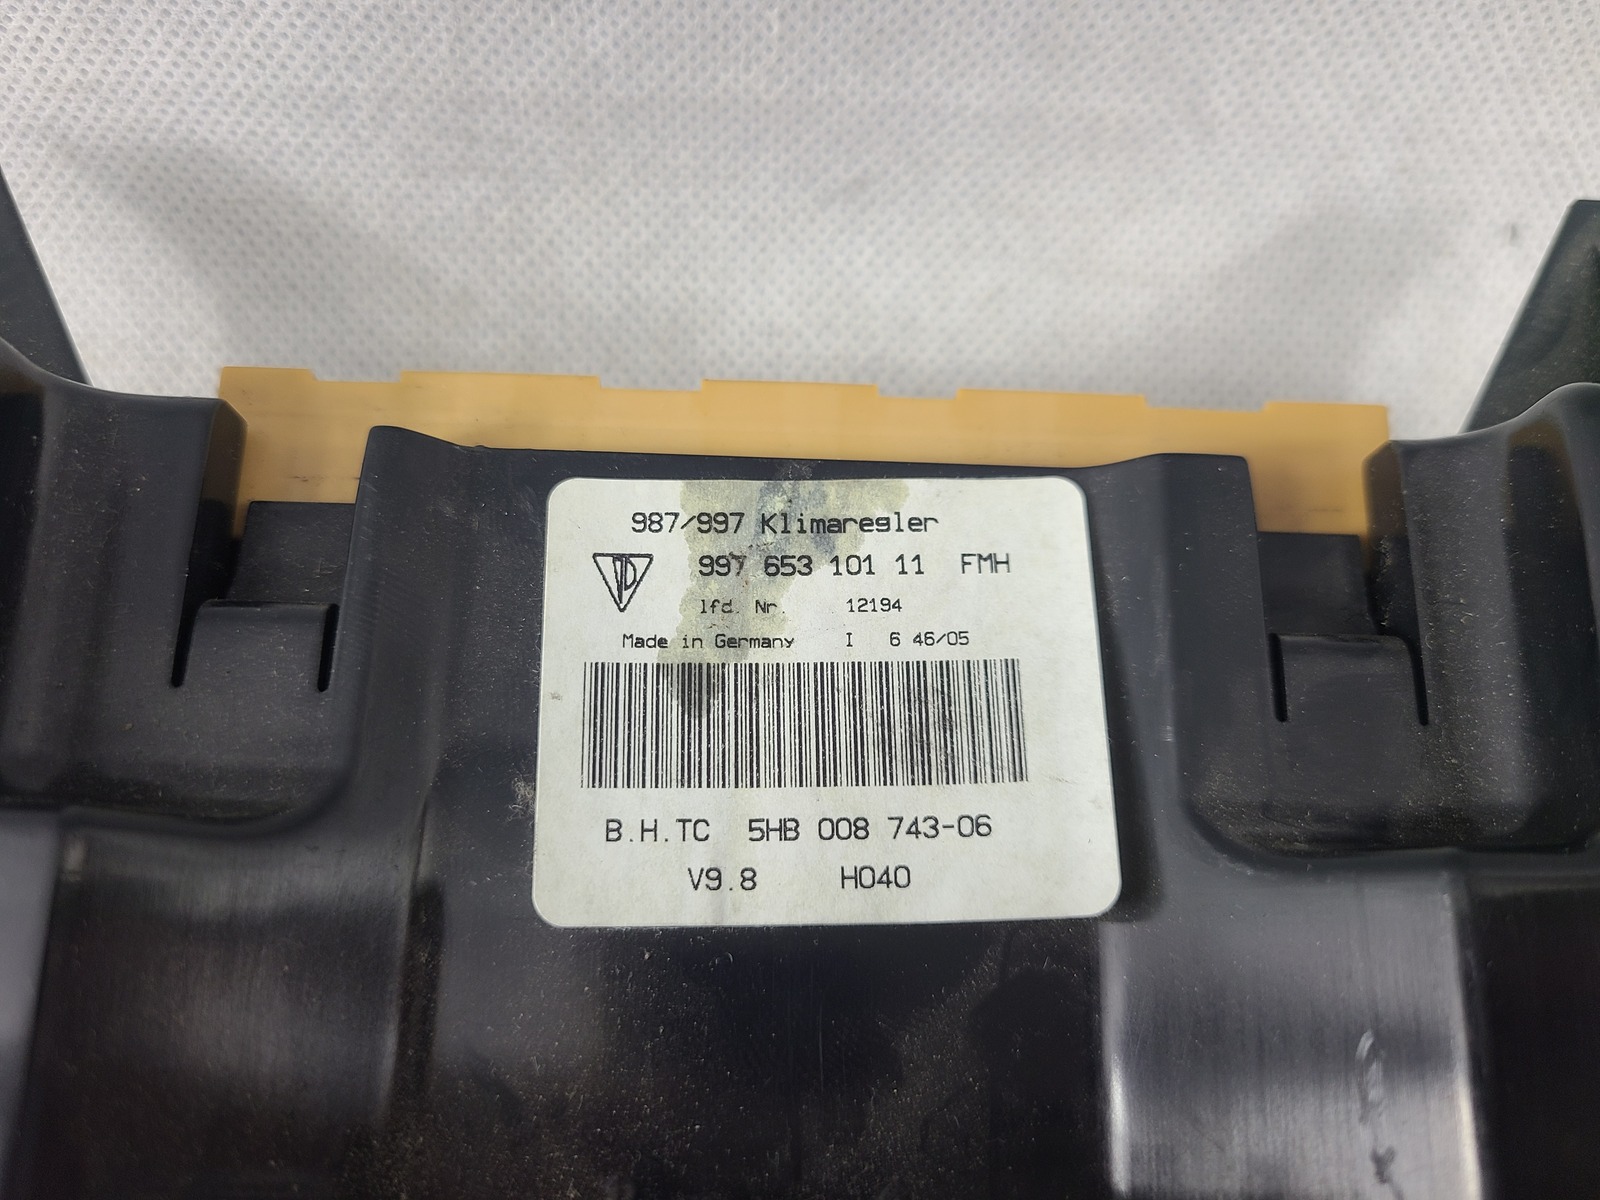 987/997 Klimaregler
997 653 101 11 FMH
lfd. Nr. 12194
Made in Germany I 6 46/05
B.H.TC 5HB 008 743-06
V9.8 H040